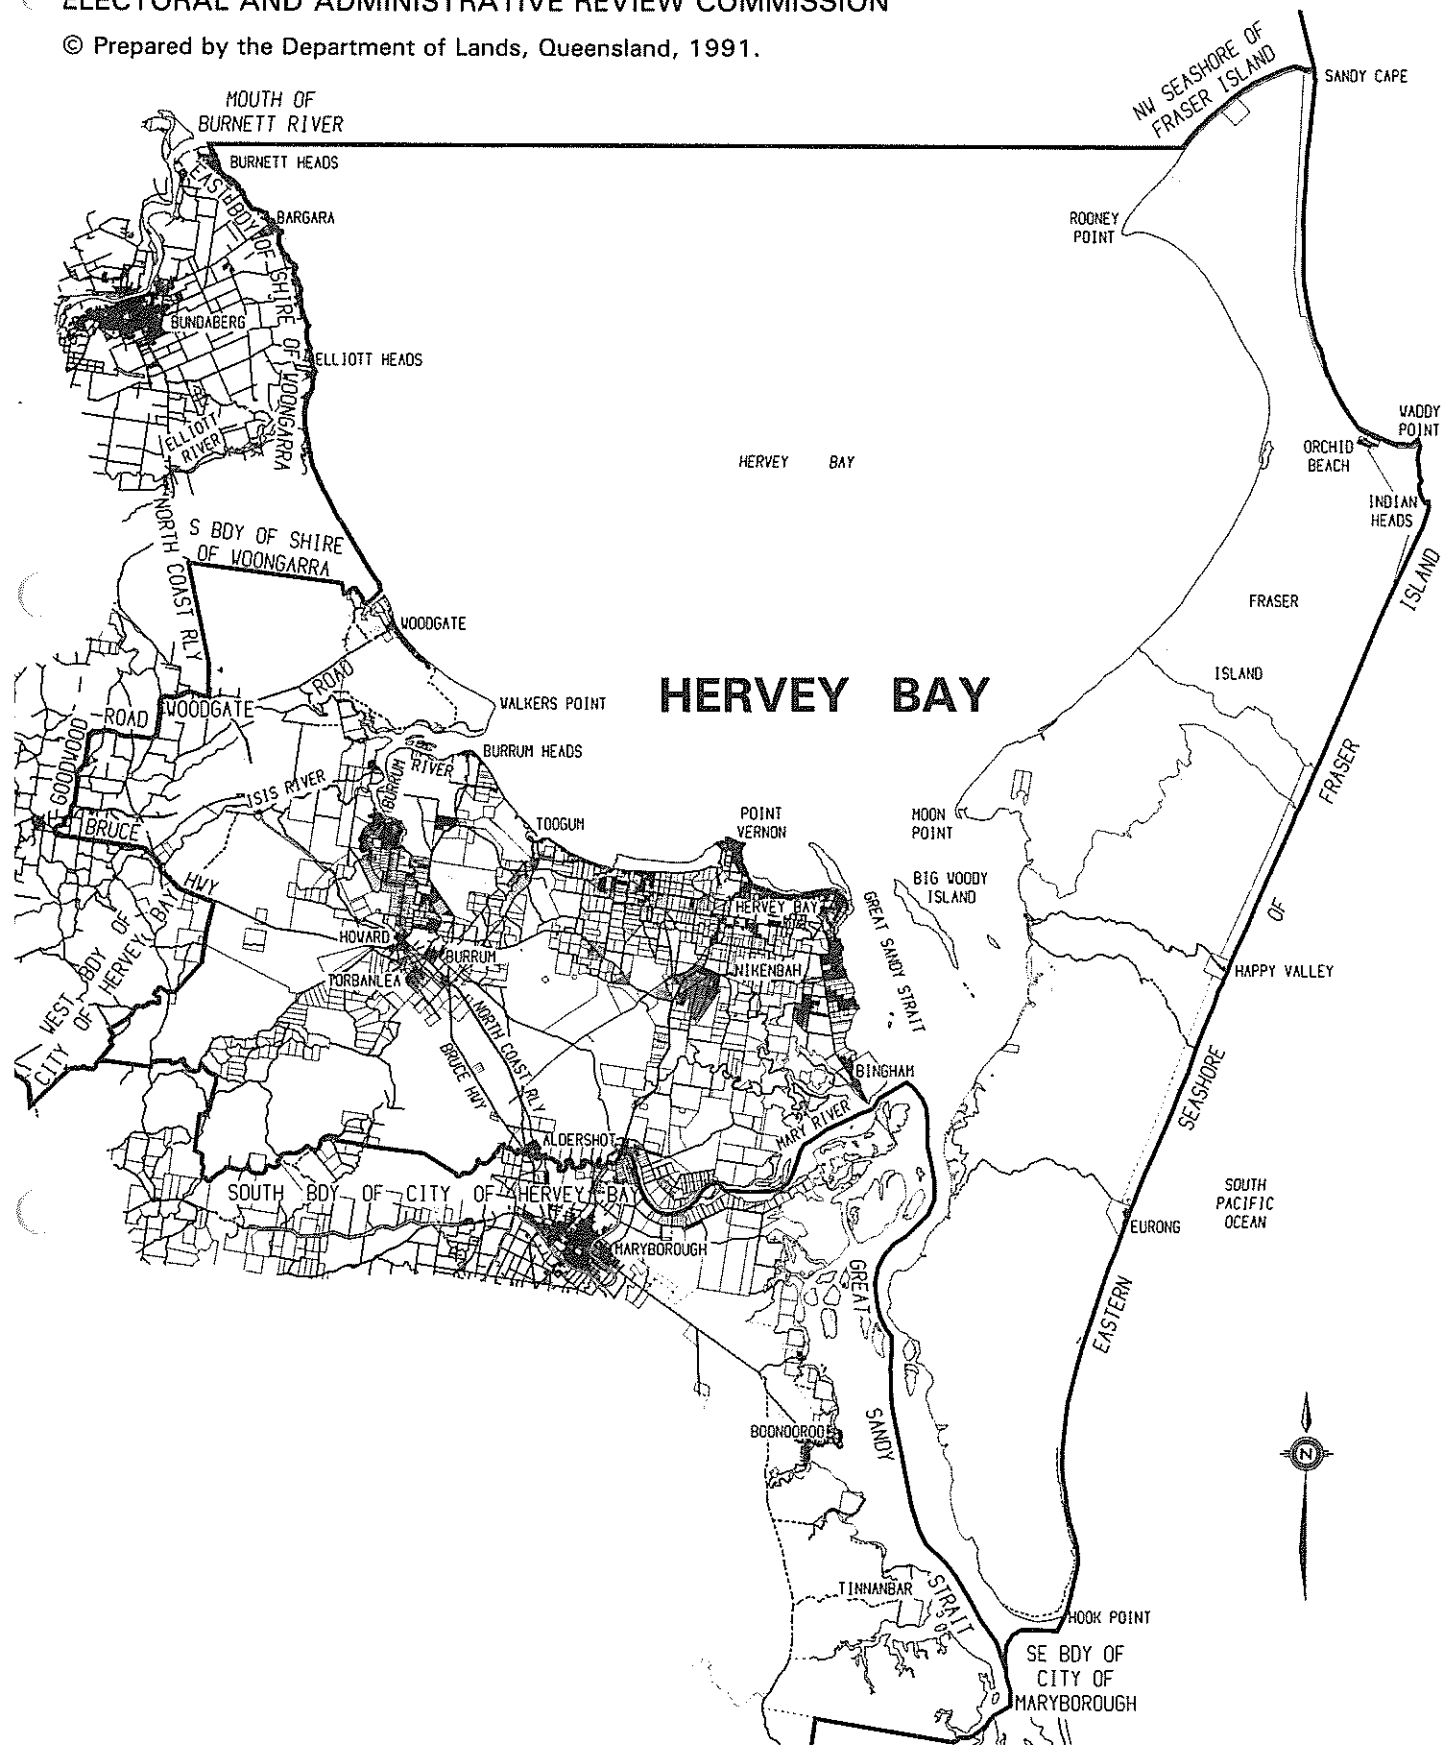 ELECTORAL AND ADMINISTRATIVE REVIEW COMMISSION
© Prepared by the Department of Lands, Queensland, 1991.
NW SEASHORE OF
FRASER ISLAND
SANDY CAPE
MOUTH OF
BURNETT RIVER
BURNETT HEADS
EAST BDY OF SHIRE OF WOONGARRA
BARGARA
ROONEY
POINT
BUNDABERG
ELLIOTT HEADS
WADDY
POINT
ELLIOTT
RIVER
ORCHID
BEACH
HERVEY BAY
INDIAN
HEADS
NORTH COAST RLY
S BDY OF SHIRE
OF WOONGARRA
ISLAND
FRASER
WOODGATE
ISLAND
ROAD
HERVEY BAY
WALKERS POINT
WOODGATE
ROAD
GOODWOOD
BURRUM HEADS
RIVER
BURRUM
FRASER
ISIS RIVER
BRUCE
HWY
TOOGUM
POINT
VERNON
MOON
POINT
BIG WOODY
ISLAND
GREAT SANDY STRAIT
HERVEY BAY
OF
WEST BDY OF
CITY OF HERVEY BAY
HOWARD
BURRUM
TORBANLEA
NIKENBAH
HAPPY VALLEY
NORTH COAST RLY
BRUCE HWY
BINGHAM
SEASHORE
MARY RIVER
ALDERSHOT
SOUTH BDY OF CITY OF HERVEY BAY
SOUTH
PACIFIC
OCEAN
EURONG
MARYBOROUGH
GREAT
EASTERN
SANDY
BOONOOROO
N
TINNANBAR
STRAIT
HOOK POINT
SE BDY OF
CITY OF
MARYBOROUGH